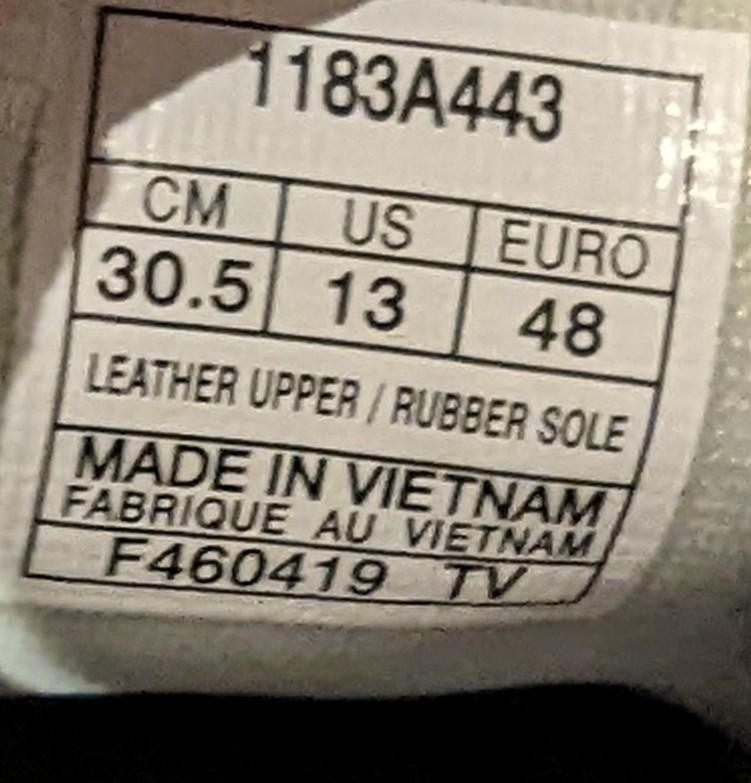 1183A443
CM US EURO
30.5 13 48
LEATHER UPPER / RUBBER SOLE
MADE IN VIETNAM
FABRIQUE AU VIETNAM
F460419 TV